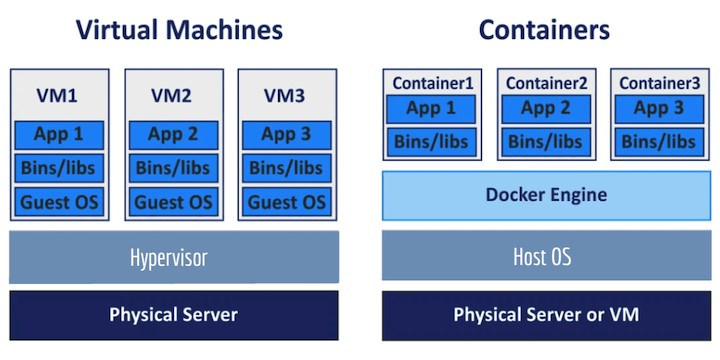 Virtual Machines
VM1
App 1
Bins/libs
Guest OS
VM2
App 2
Bins/libs
Guest OS
VM3
App 3
Bins/libs
Guest OS
Hypervisor
Physical Server
Containers
Container1
App 1
Bins/libs
Container2
App 2
Bins/libs
Container3
App 3
Bins/libs
Docker Engine
Host OS
Physical Server or VM